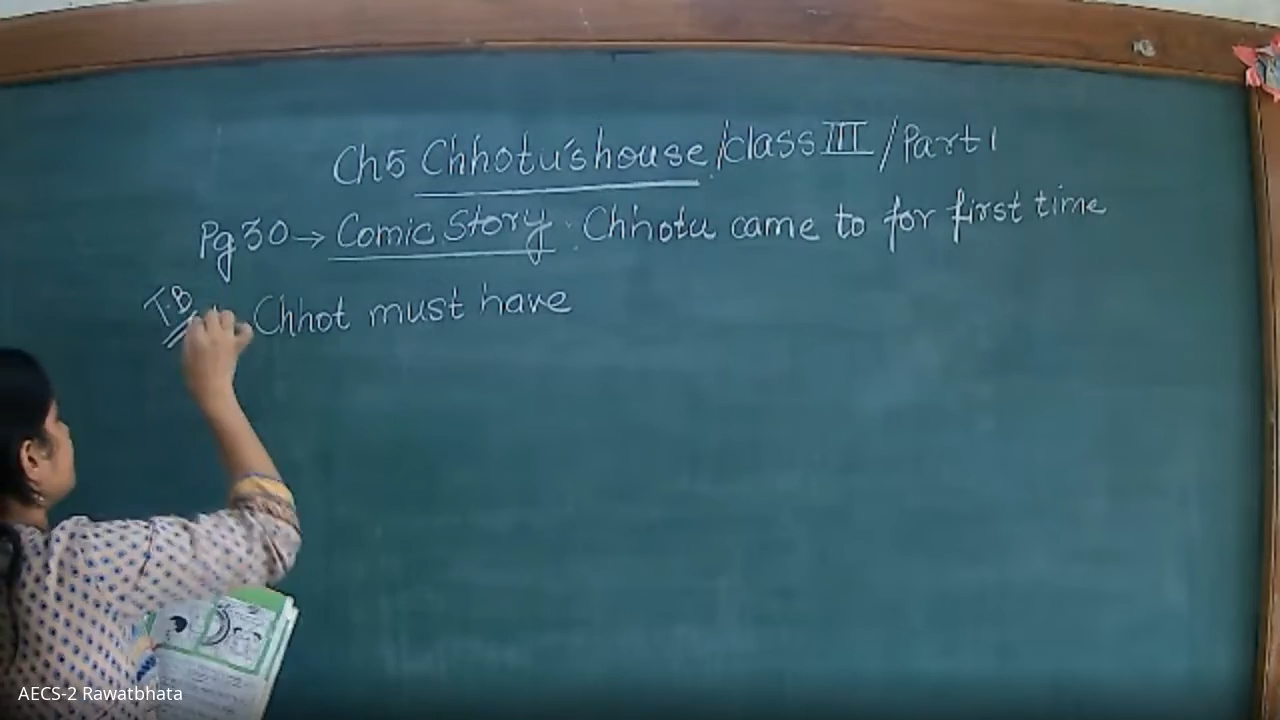 Ch5 Chhotu's house/class III/Part 1
Pg 30→ Comic Story : Chhotu came to for first time
T.B Chhot must have
AECS-2 Rawatbhata